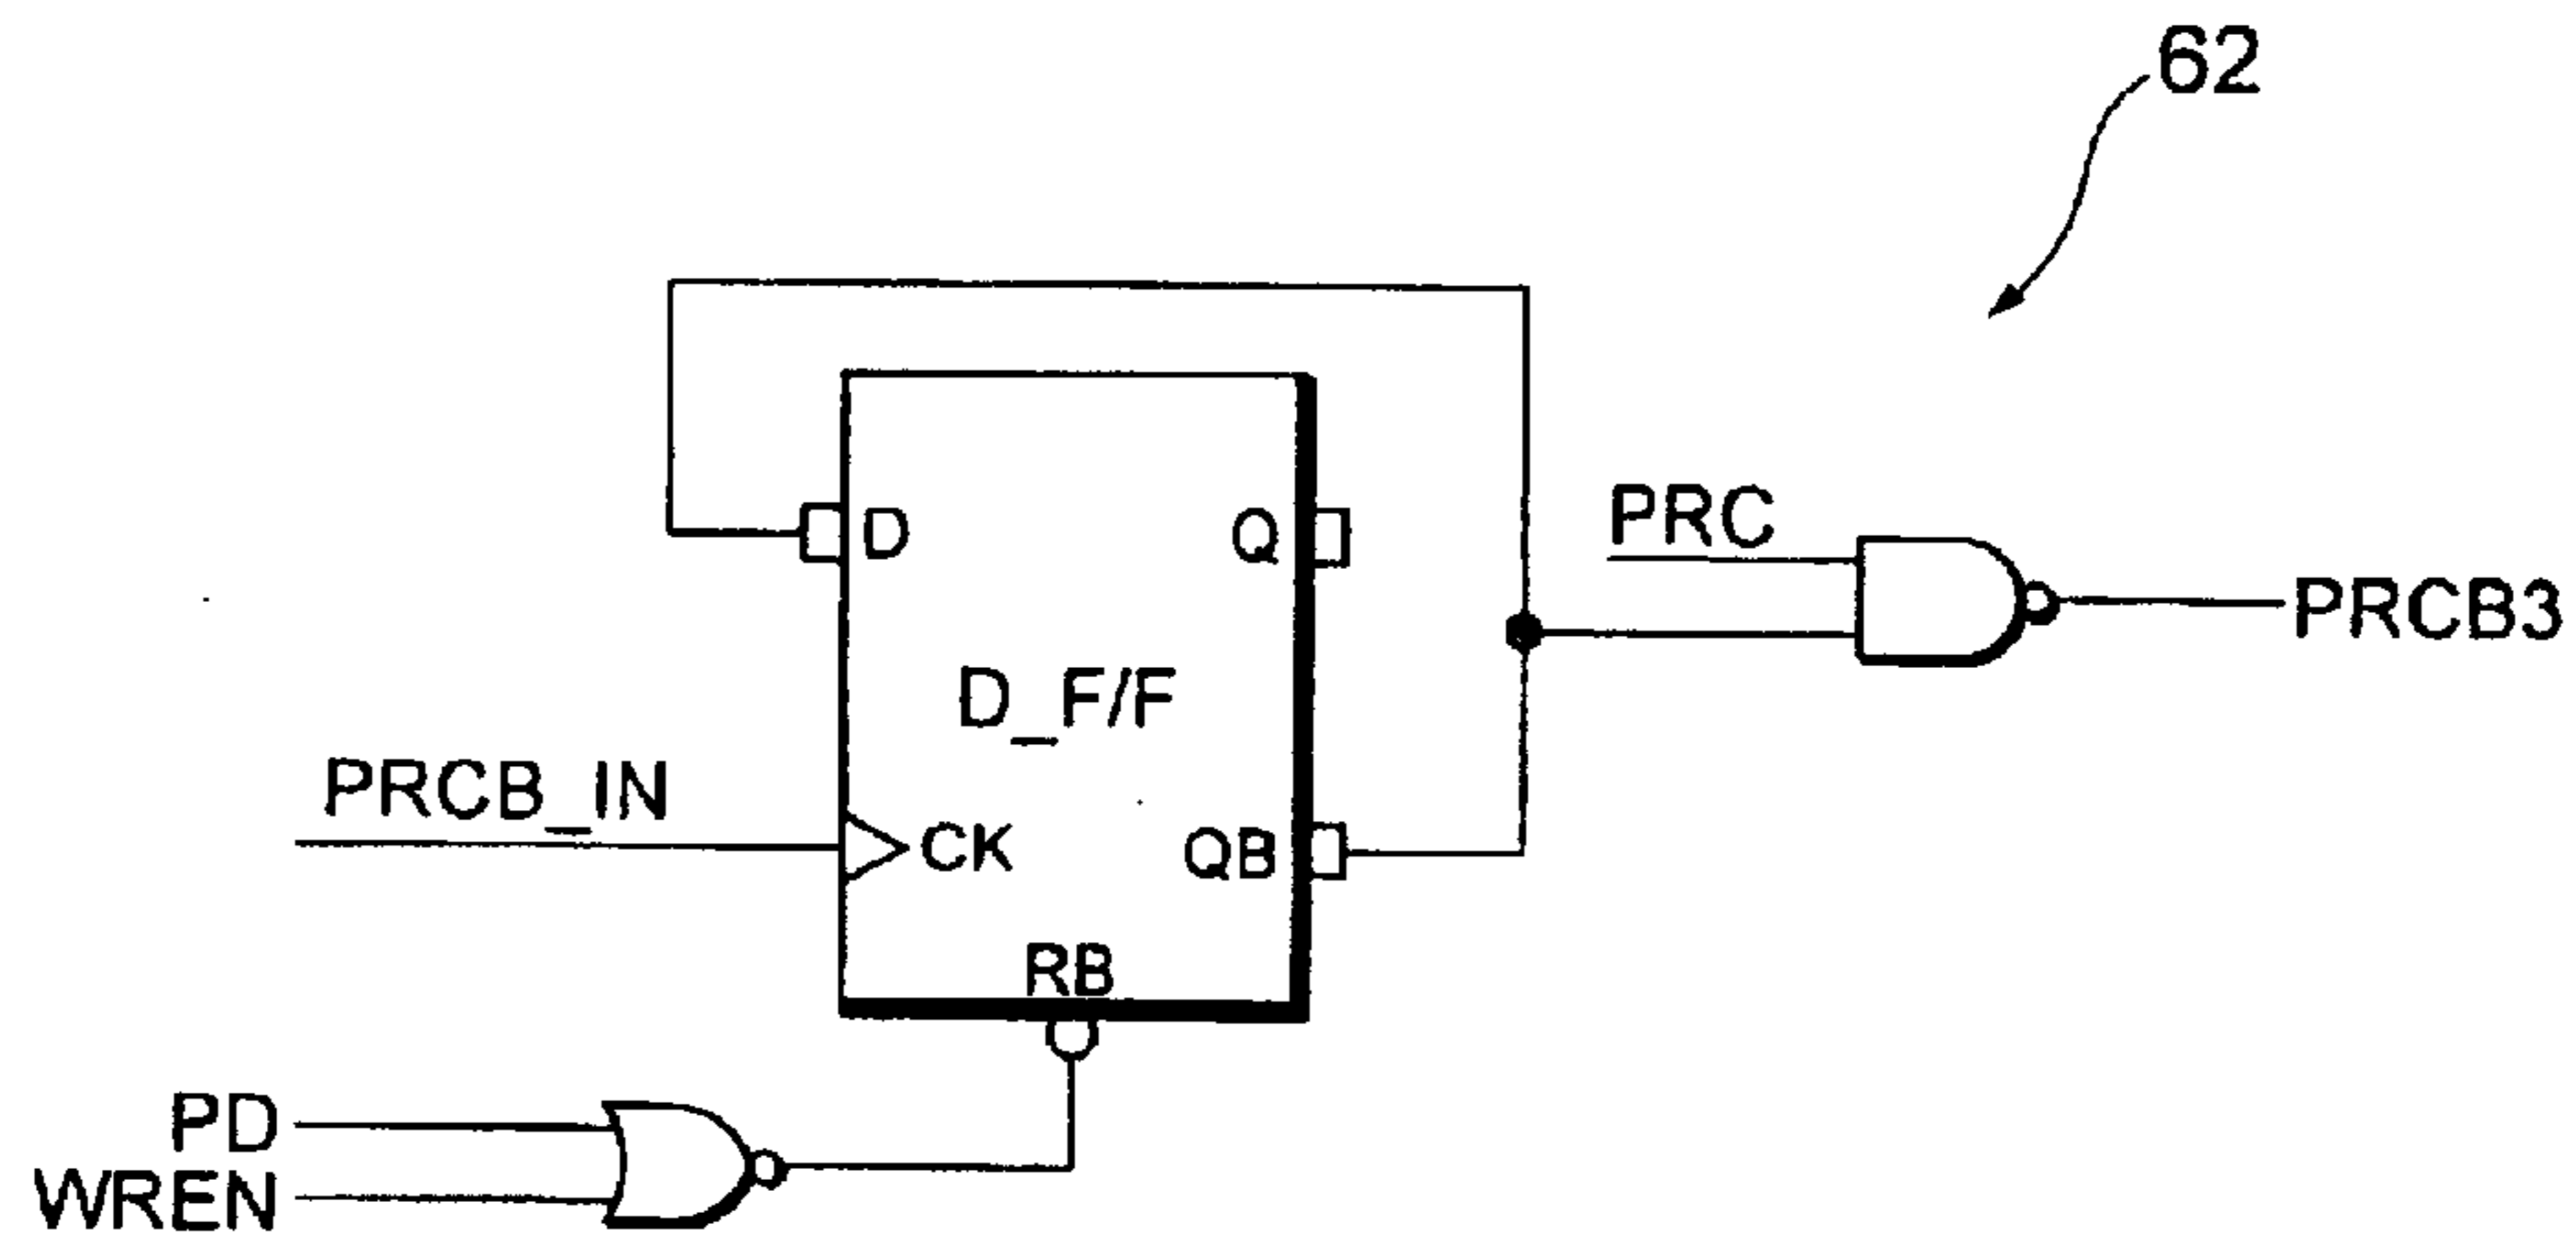 62
D
Q
PRC
PRCB3
D_F/F
PRCB_IN
CK
QB
RB
PD
WREN